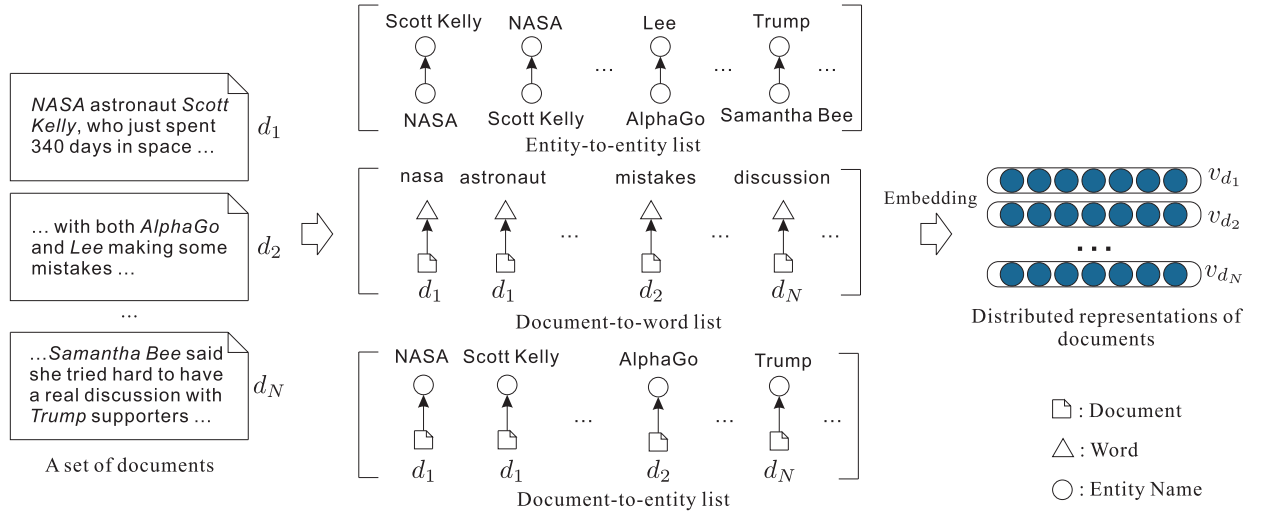 NASA astronaut Scott
Kelly, who just spent
340 days in space ...
d1
... with both AlphaGo
and Lee making some
mistakes ...
d2
...
...Samantha Bee said
she tried hard to have
a real discussion with
Trump supporters ...
dN
A set of documents
Scott Kelly NASA Lee Trump
... ... ...
NASA Scott Kelly AlphaGo Samantha Bee
Entity-to-entity list
nasa astronaut mistakes discussion
... ... ...
d1 d1 d2 dN
Document-to-word list
NASA Scott Kelly AlphaGo Trump
... ... ...
d1 d1 d2 dN
Document-to-entity list
Embedding
vd1
vd2
...
vdN
Distributed representations of
documents
: Document
: Word
: Entity Name